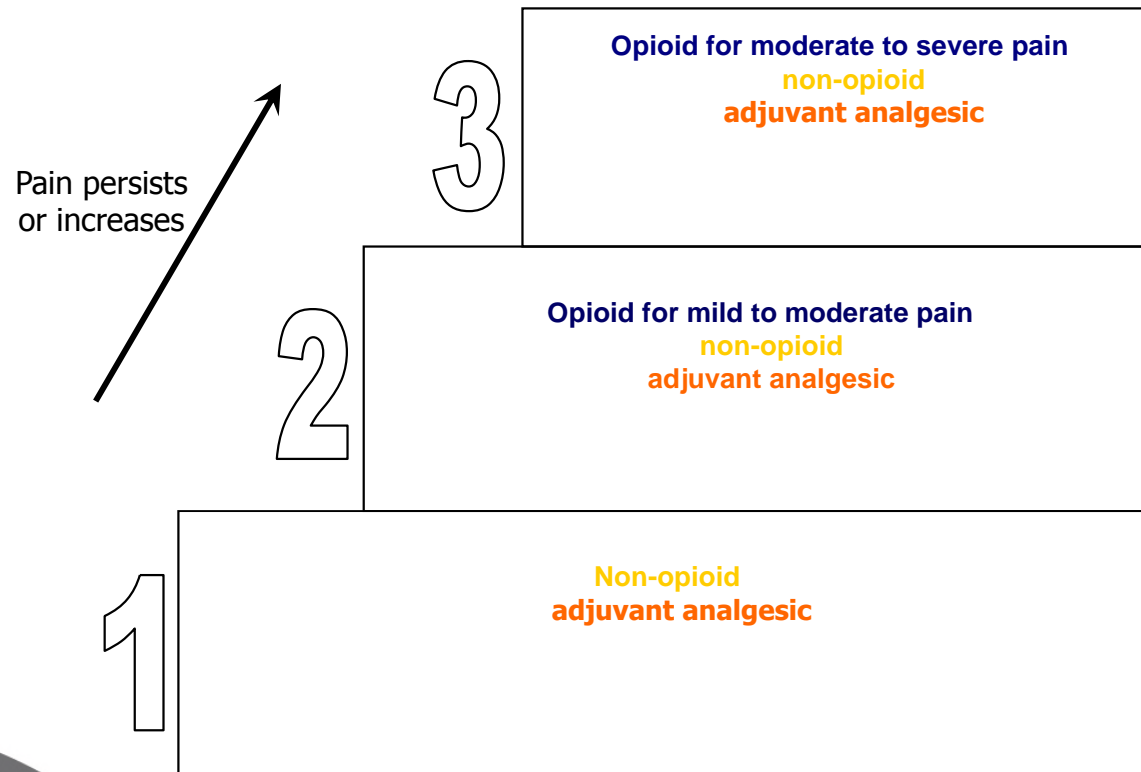 3
Opioid for moderate to severe pain
non-opioid
adjuvant analgesic
Pain persists
or increases
2
Opioid for mild to moderate pain
non-opioid
adjuvant analgesic
1
Non-opioid
adjuvant analgesic